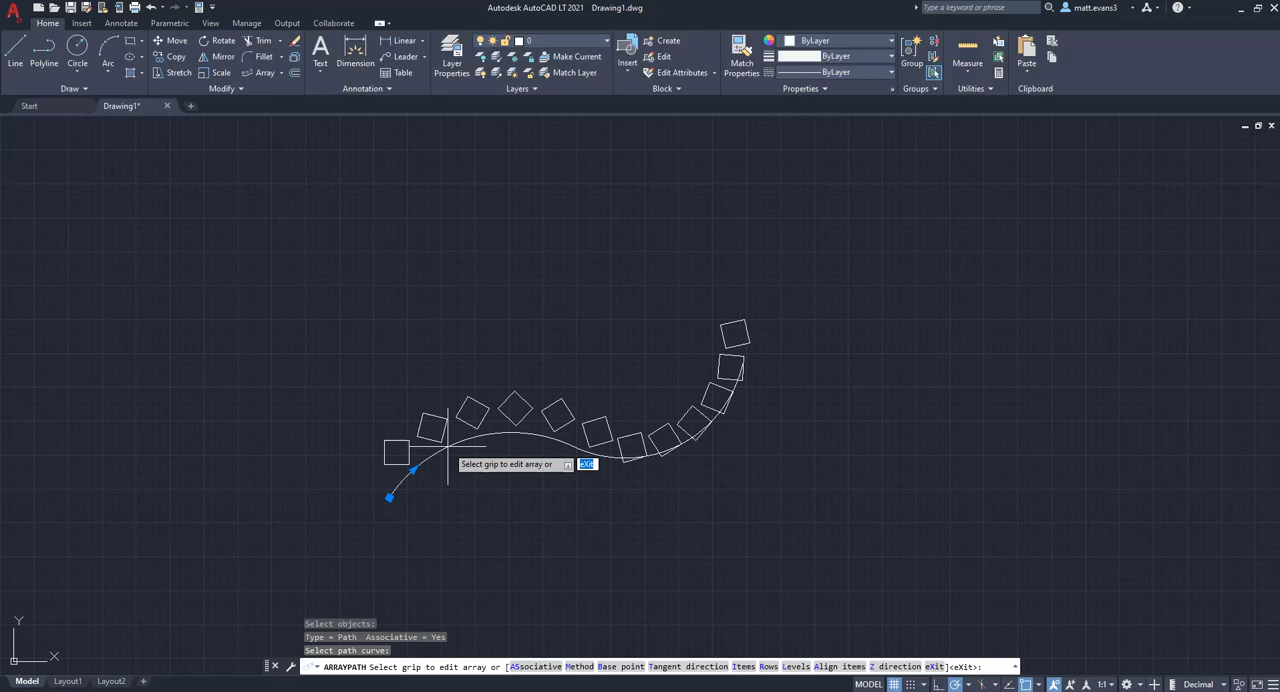 Autodesk AutoCAD LT 2021 Drawing1.dwg
Type a keyword or phrase
matt.evans3
Home Insert Annotate Parametric View Manage Output Collaborate
Line Polyline Circle Arc
Move Rotate Trim
Copy Mirror Fillet
Stretch Scale Array
Text Dimension
Linear
Leader
Table
Layer Properties
0
Make Current
Match Layer
Insert
Create
Edit
Edit Attributes
Match Properties
ByLayer
ByLayer
ByLayer
Group Measure Paste
Draw Modify Annotation Layers Block Properties Groups Utilities Clipboard
Start Drawing1*
Select grip to edit array or eXit
Y
X
Select objects:
Type = Path Associative = Yes
Select path curve:
ARRAYPATH Select grip to edit array or [ASsociative Method Base point Tangent direction Items Rows Levels Align items Z direction eXit]<eXit>:
Model Layout1 Layout2
MODEL 1:1 Decimal